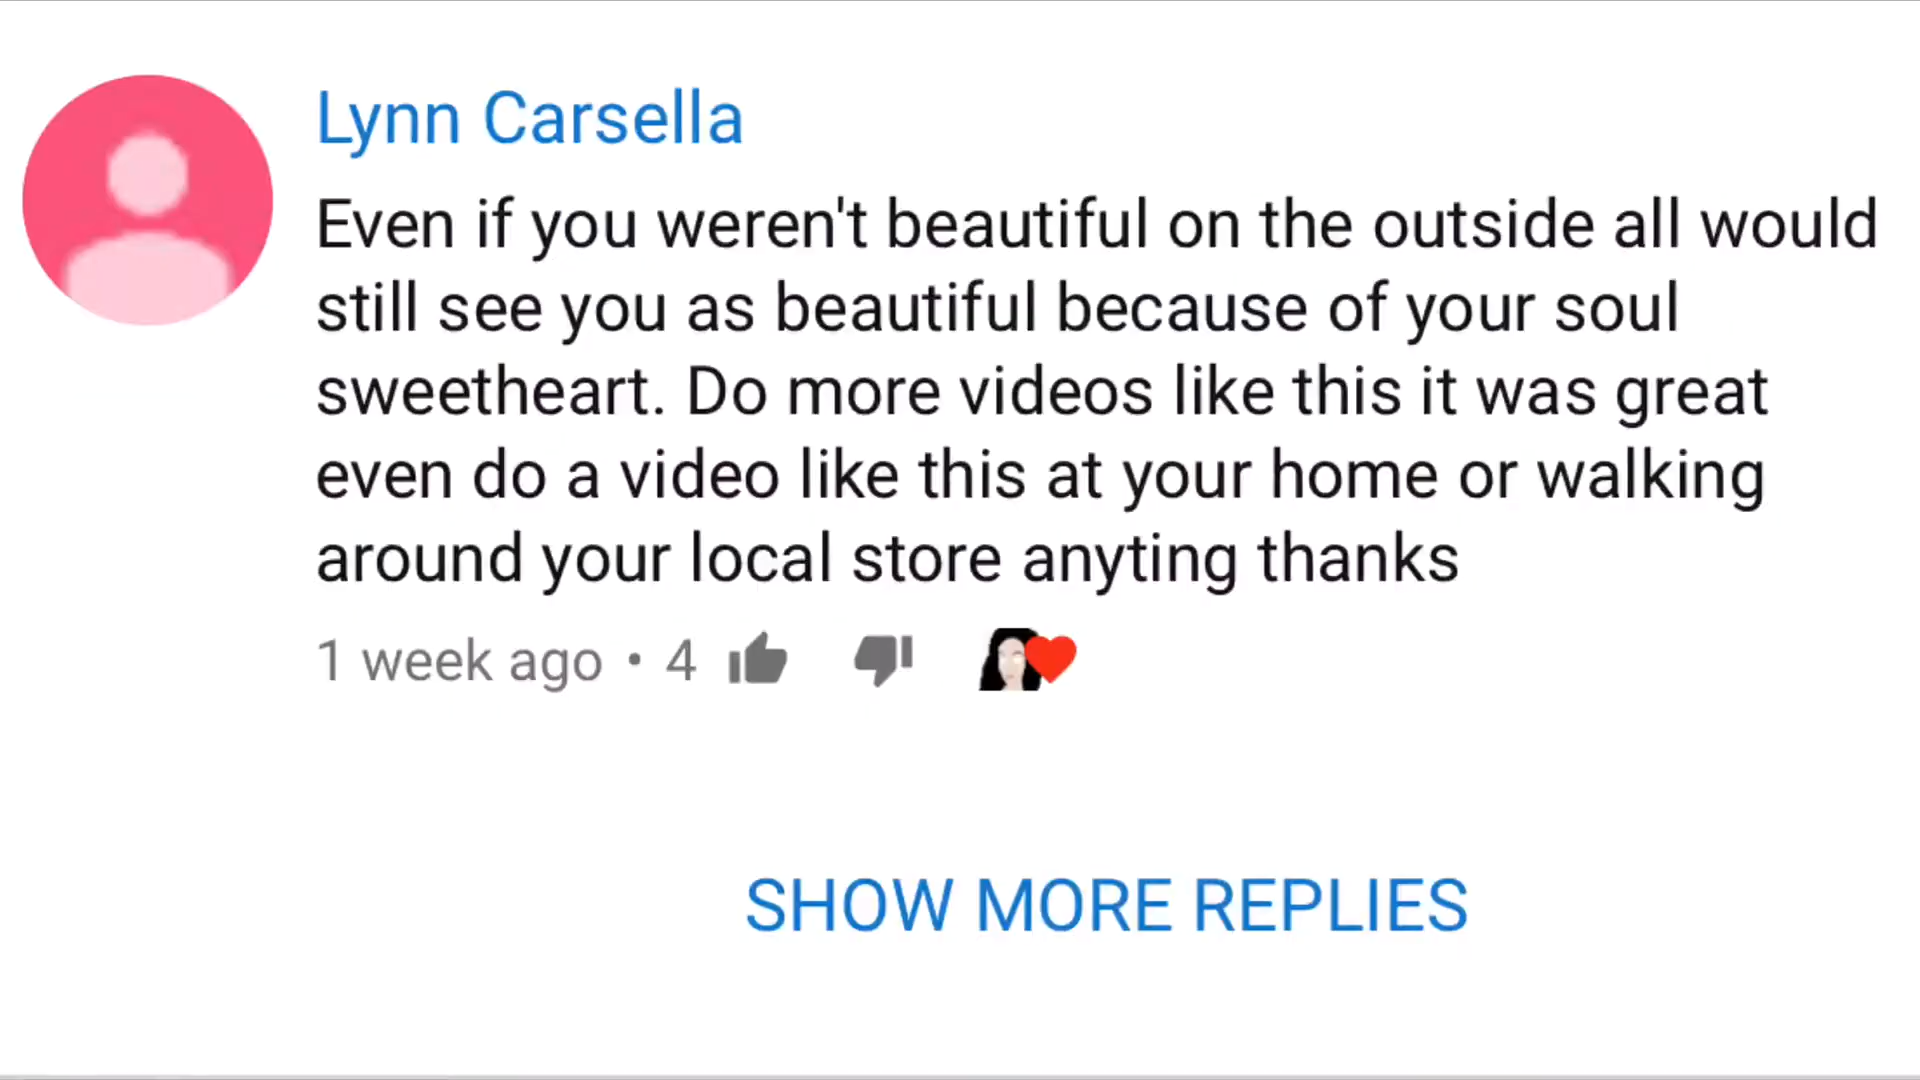 Lynn Carsella
Even if you weren't beautiful on the outside all would
still see you as beautiful because of your soul
sweetheart. Do more videos like this it was great
even do a video like this at your home or walking
around your local store anyting thanks
1 week ago • 4
SHOW MORE REPLIES